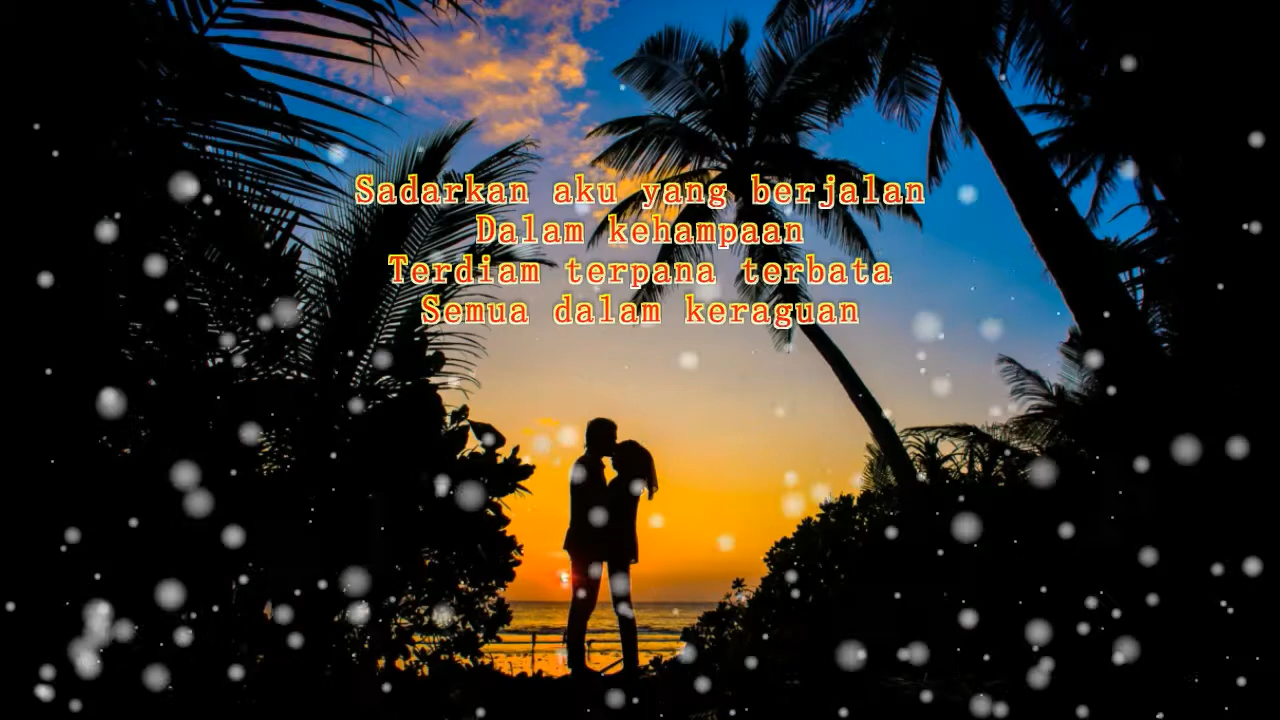 Sadarkan aku yang berjalan
Dalam kehampaan
Terdiam terpana terbata
Semua dalam keraguan